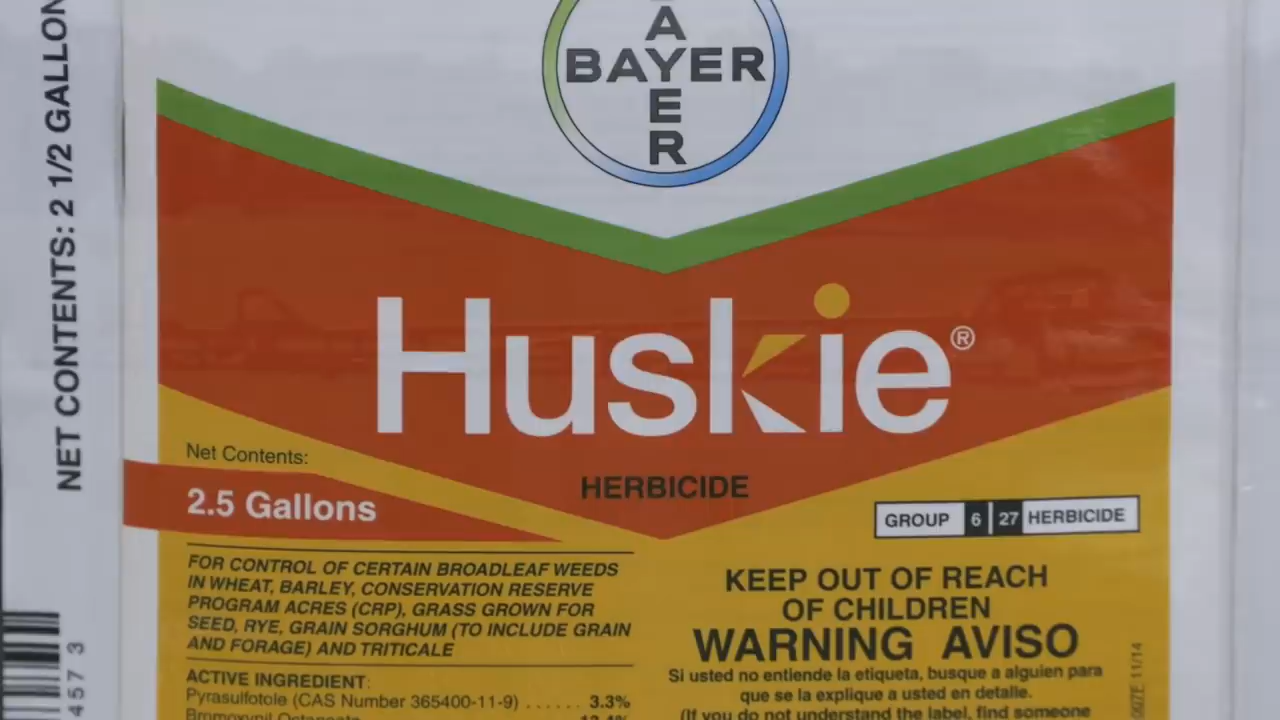 NET CONTENTS: 2 1/2 GALLON
4573
BAYER
BAYER
Huskie®
HERBICIDE
Net Contents:
2.5 Gallons
GROUP 6 27 HERBICIDE
FOR CONTROL OF CERTAIN BROADLEAF WEEDS
IN WHEAT, BARLEY, CONSERVATION RESERVE
PROGRAM ACRES (CRP), GRASS GROWN FOR
SEED, RYE, GRAIN SORGHUM (TO INCLUDE GRAIN
AND FORAGE) AND TRITICALE
ACTIVE INGREDIENT:
Pyrasulfotole (CAS Number 365400-11-9) ...... 3.3%
KEEP OUT OF REACH
OF CHILDREN
WARNING AVISO
Si usted no entiende la etiqueta, busque a alguien para
que se la explique a usted en detalle.
(If you do not understand the label, find someone
11/14